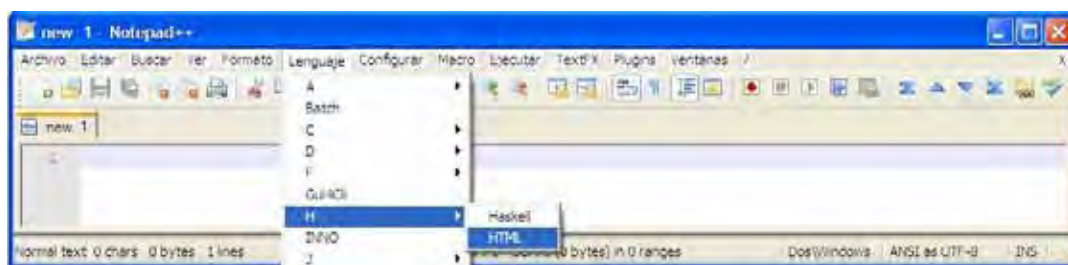 new 1 - Notepad++
Archivo Editar Buscar Ver Formato Lenguaje Configurar Macro Ejecutar TextFX Plugins Ventanas ? X
new 1
1
A
Batch
C
D
F
Gui4Cli
H
Haskell
HTML
INNO
J
Normal text 0 chars 0 bytes 1 lines
(0 bytes) in 0 ranges
Dos\Windows ANSI as UTF-8 INS